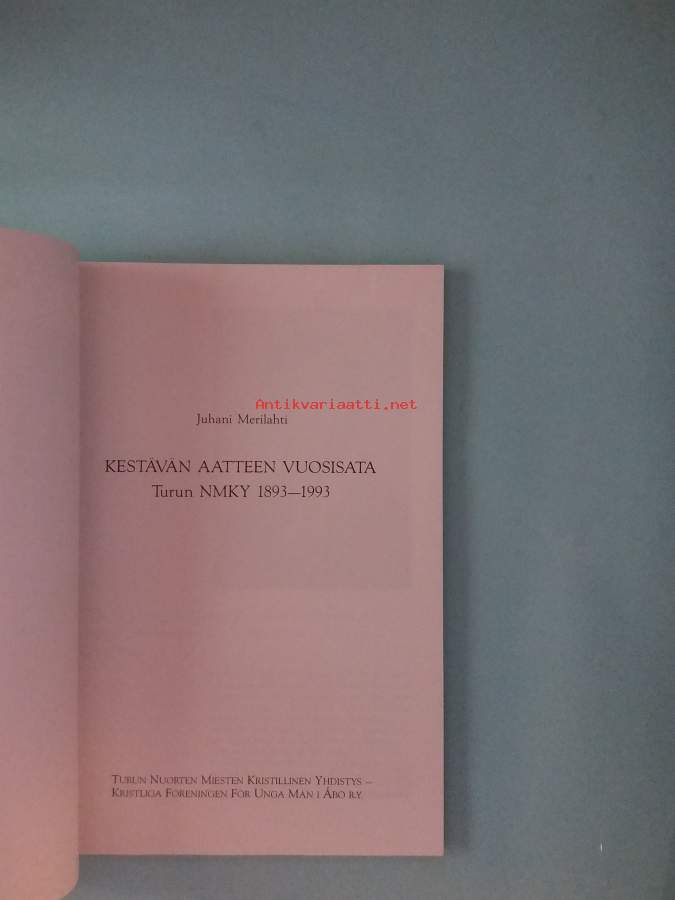 Antikvariaatti.net
Juhani Merilahti
KESTÄVÄN AATTEEN VUOSISATA
Turun NMKY 1893—1993
TURUN NUORTEN MIESTEN KRISTILLINEN YHDISTYS –
KRISTLIGA FÖRENINGEN FÖR UNGA MÄN I ÅBO R.Y.